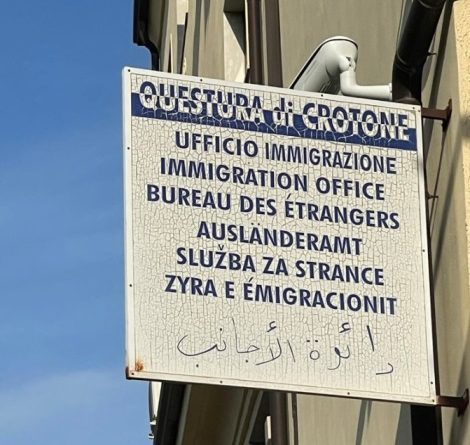 QUESTURA di CROTONE
UFFICIO IMMIGRAZIONE
IMMIGRATION OFFICE
BUREAU DES ÉTRANGERS
AUSLANDERAMT
SLUŽBA ZA STRANCE
ZYRA E ÉMIGRACIONIT
دائرة الأجانب